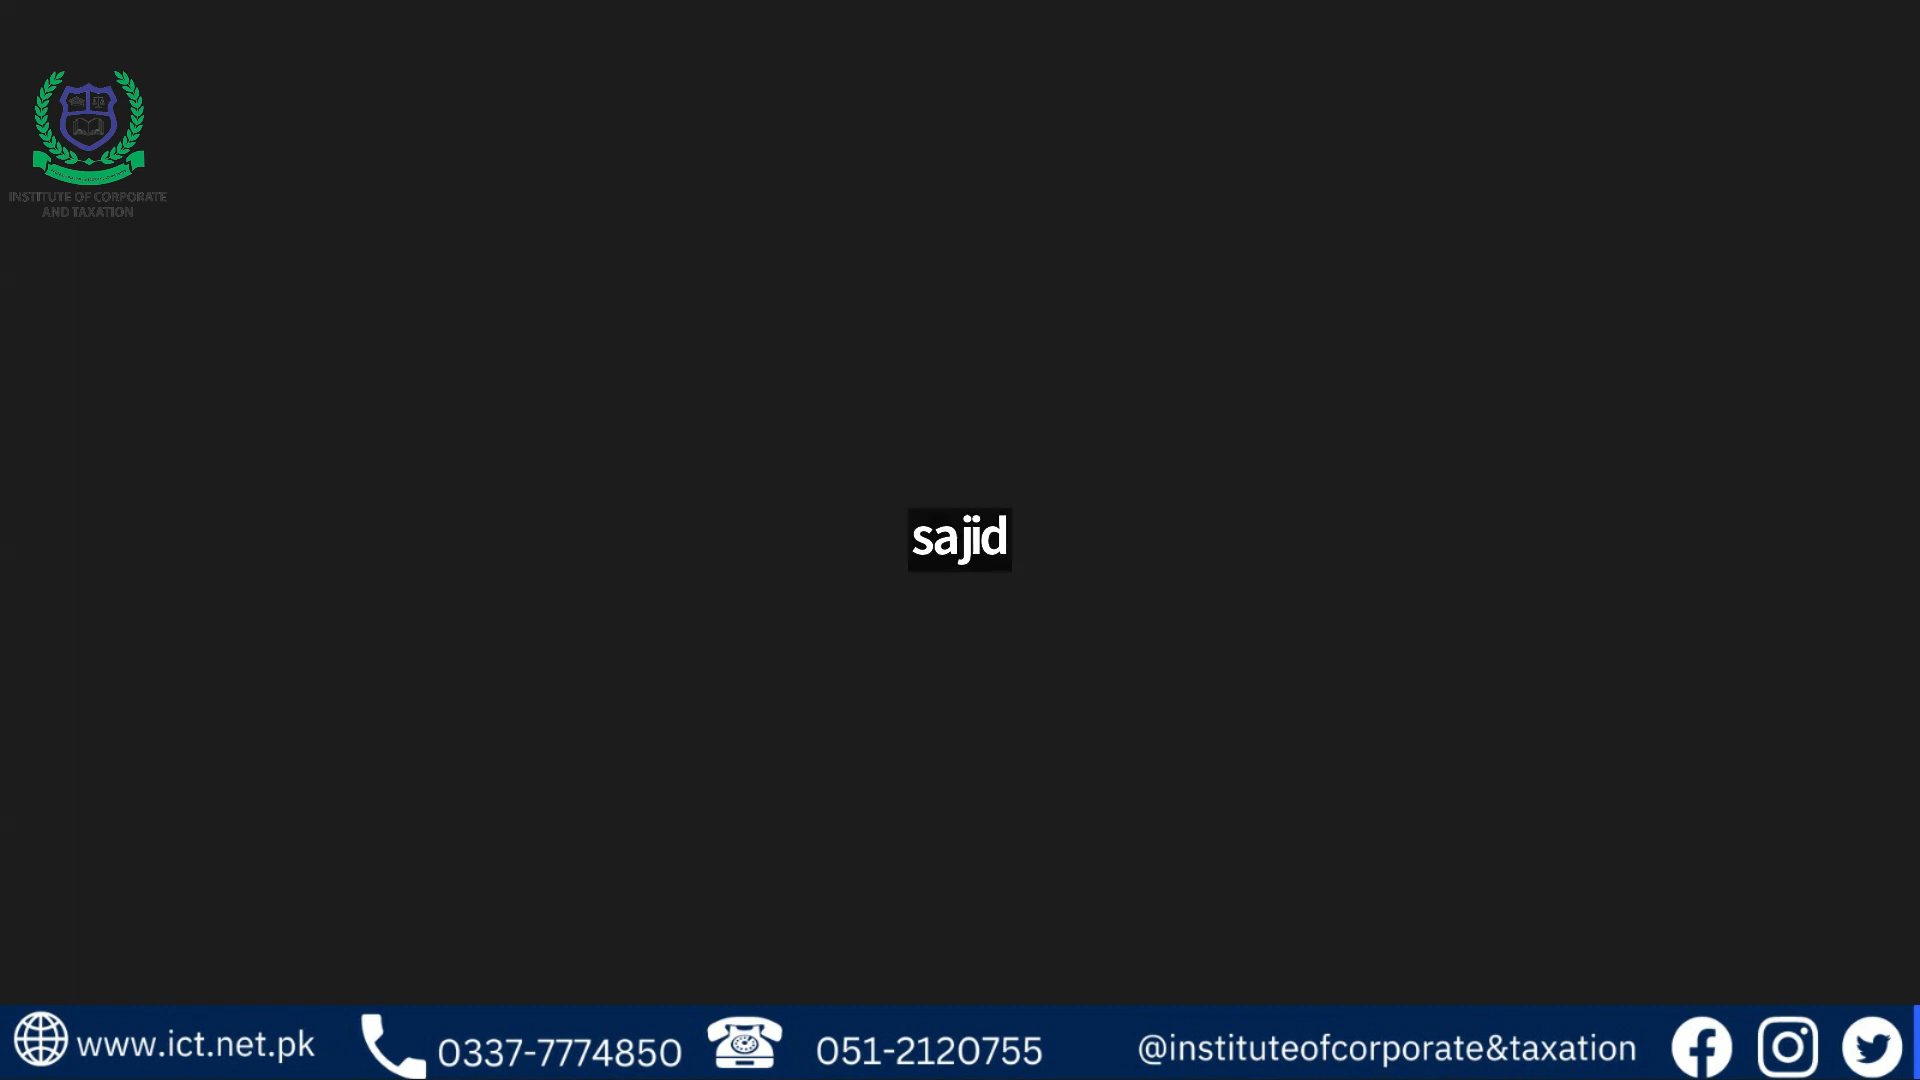 INSTITUTE OF CORPORATE
AND TAXATION
sajid
www.ict.net.pk
0337-7774850
051-2120755
@instituteofcorporate&taxation